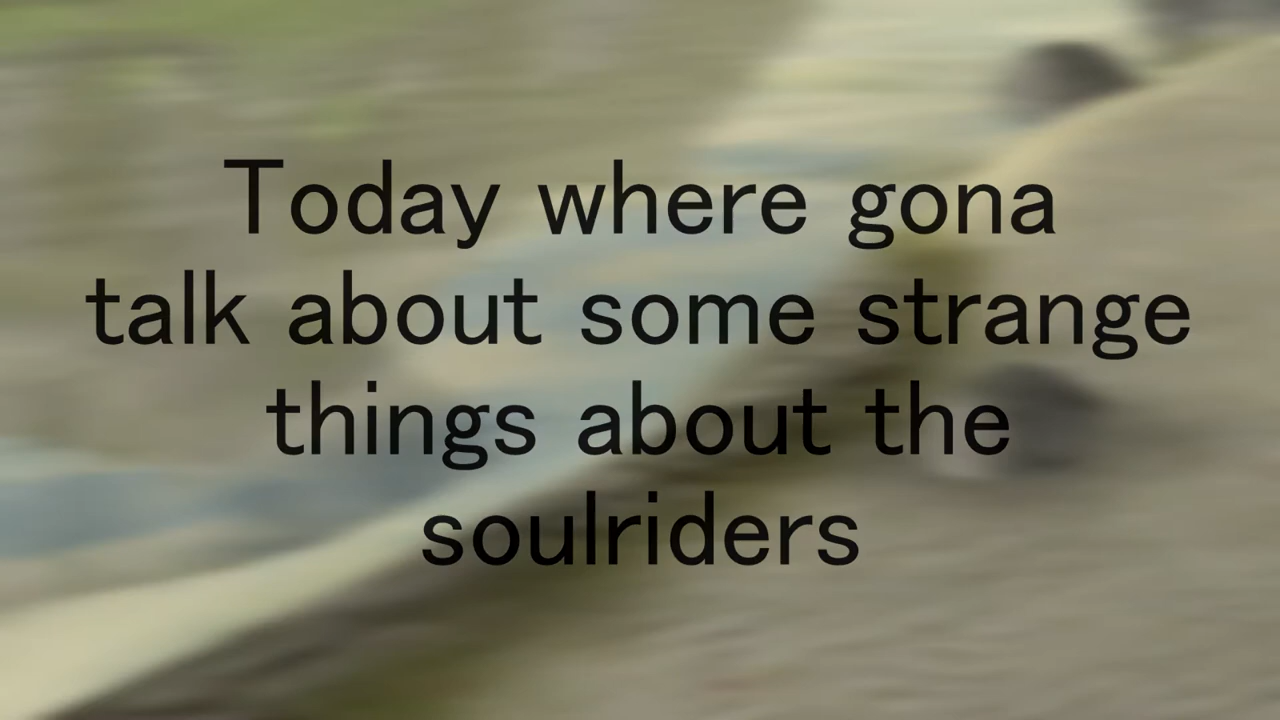 Today where gona
talk about some strange
things about the
soulriders